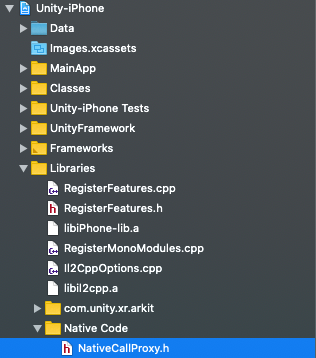 Unity-iPhone
Data
Images.xcassets
MainApp
Classes
Unity-iPhone Tests
UnityFramework
Frameworks
Libraries
RegisterFeatures.cpp
RegisterFeatures.h
libiPhone-lib.a
RegisterMonoModules.cpp
Il2CppOptions.cpp
libil2cpp.a
com.unity.xr.arkit
Native Code
NativeCallProxy.h